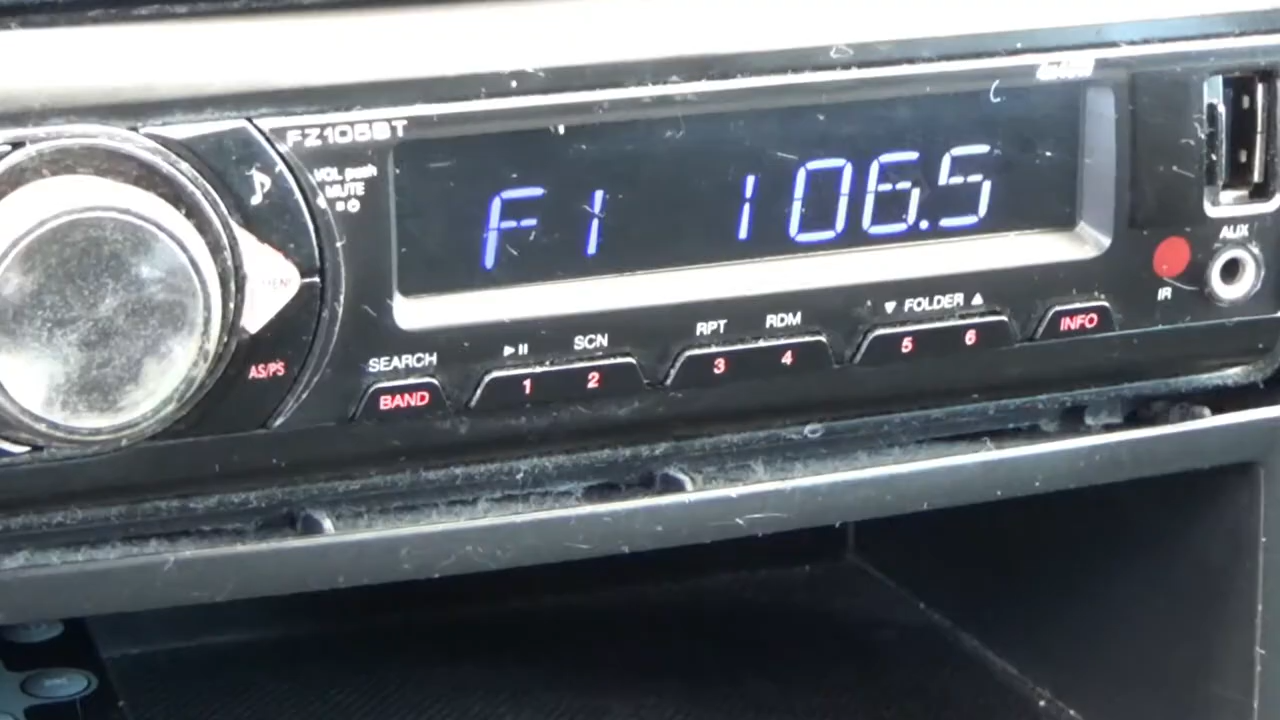 FZ105BT
VOL push
MUTE
F1 106.5
MENU
AS/PS
SEARCH
BAND
SCN
1 2
RPT RDM
3 4
▼ FOLDER ▲
5 6
INFO
IR
AUX